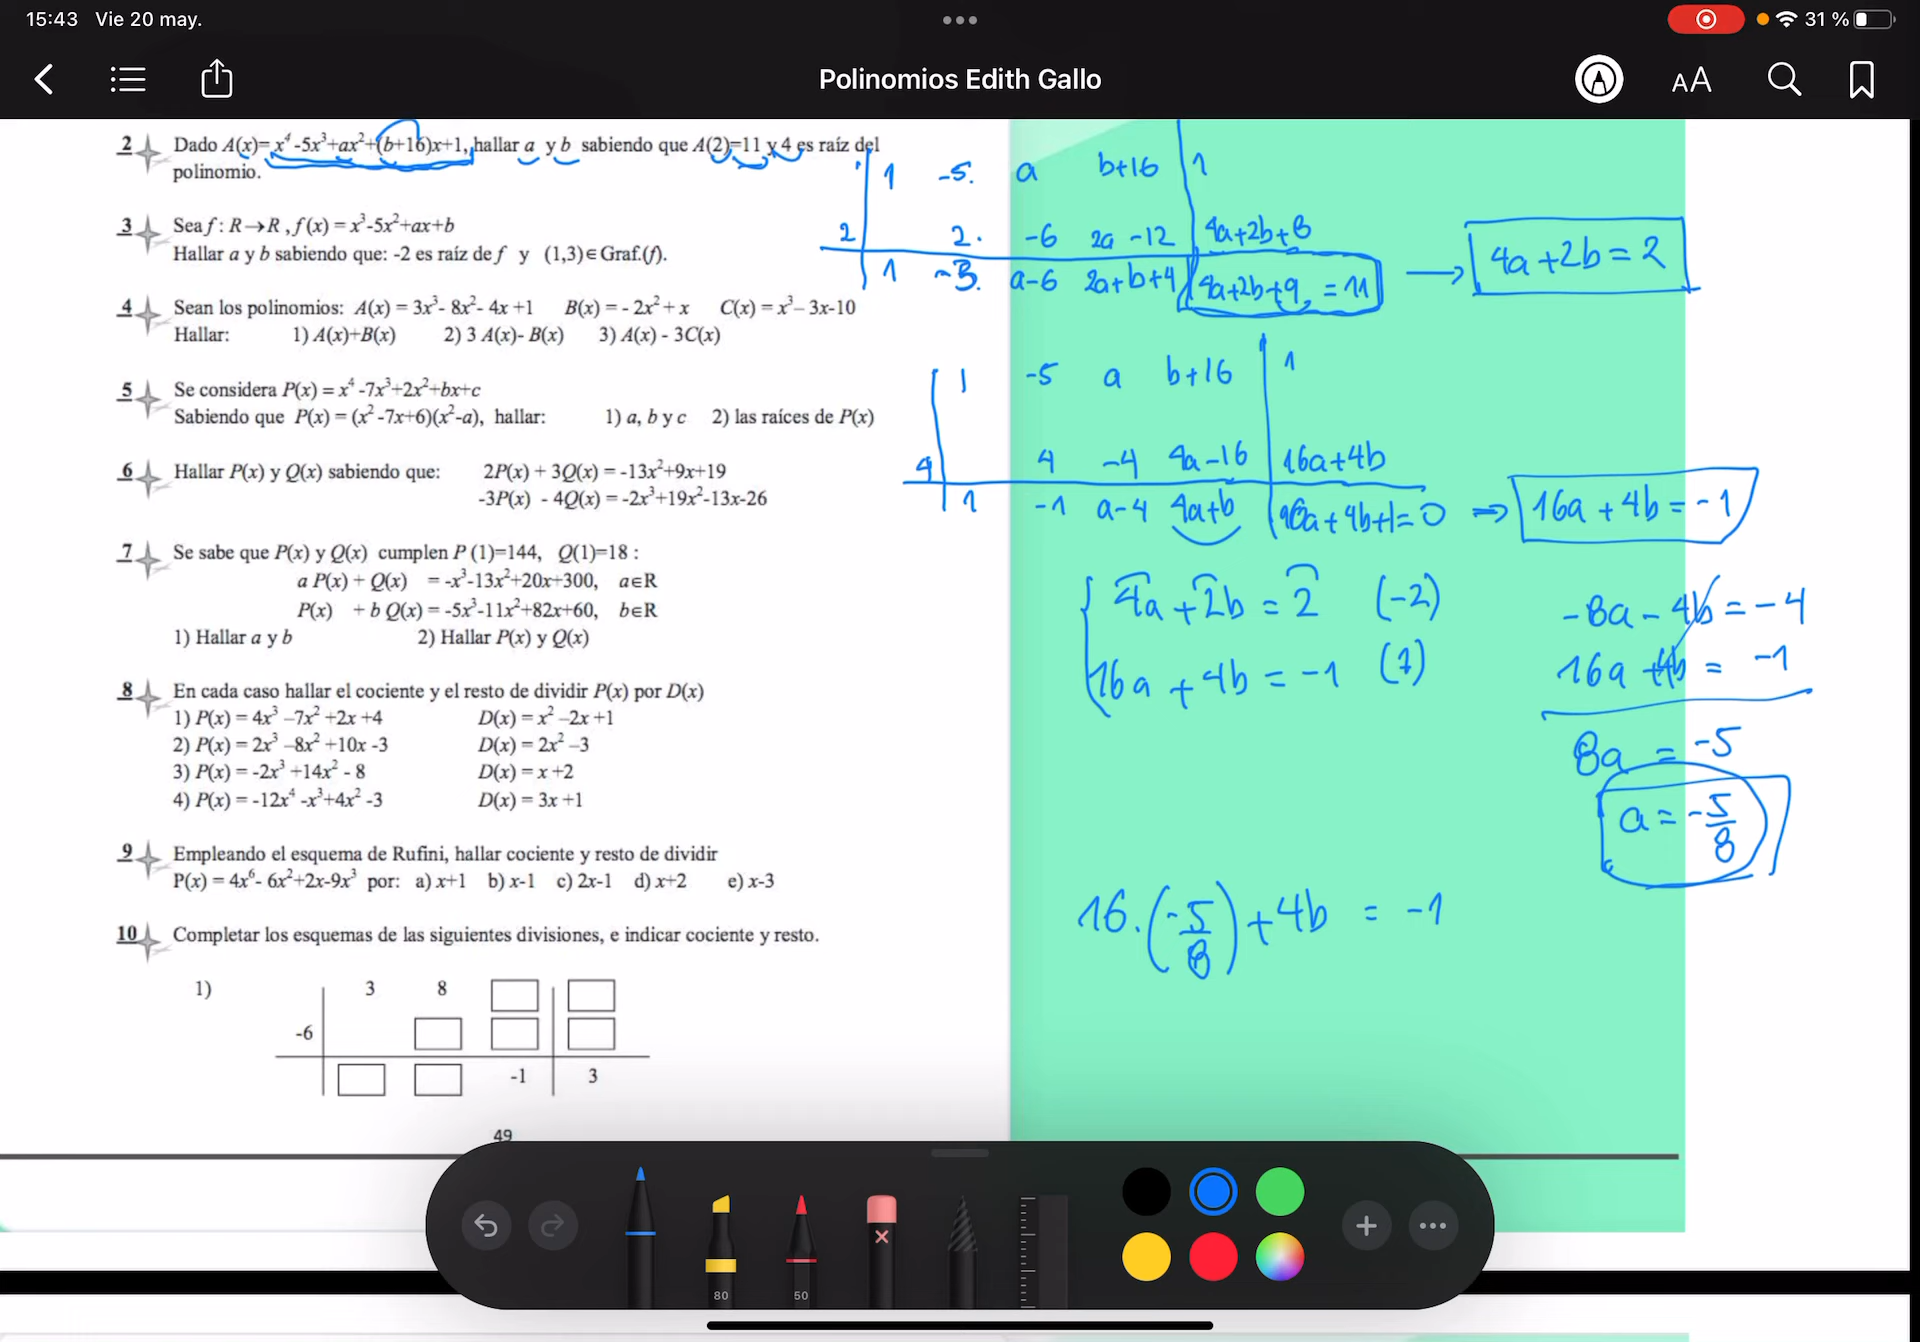 15:43 Vie 20 may.
31 %
Polinomios Edith Gallo
AA
2 Dado A(x)= x⁴ -5x³+ax²+(b+16)x+1, hallar a y b sabiendo que A(2)=11 y 4 es raíz del
polinomio.
3 Sea f : R→R , f (x) = x³-5x²+ax+b
Hallar a y b sabiendo que: -2 es raíz de f y (1,3)∈Graf.(f).
4 Sean los polinomios: A(x) = 3x³- 8x²- 4x +1 B(x) = - 2x² + x C(x) = x³– 3x-10
Hallar: 1) A(x)+B(x) 2) 3 A(x)- B(x) 3) A(x) - 3C(x)
5 Se considera P(x) = x⁴ -7x³+2x²+bx+c
Sabiendo que P(x) = (x² -7x+6)(x²-a), hallar: 1) a, b y c 2) las raíces de P(x)
6 Hallar P(x) y Q(x) sabiendo que: 2P(x) + 3Q(x) = -13x²+9x+19
-3P(x) - 4Q(x) = -2x³+19x²-13x-26
7 Se sabe que P(x) y Q(x) cumplen P (1)=144, Q(1)=18 :
a P(x) + Q(x) = -x³-13x²+20x+300, a∈R
P(x) + b Q(x) = -5x³-11x²+82x+60, b∈R
1) Hallar a y b 2) Hallar P(x) y Q(x)
8 En cada caso hallar el cociente y el resto de dividir P(x) por D(x)
1) P(x) = 4x³ –7x² +2x +4 D(x) = x² –2x +1
2) P(x) = 2x³ –8x² +10x -3 D(x) = 2x² –3
3) P(x) = -2x³ +14x² - 8 D(x) = x +2
4) P(x) = -12x⁴ -x³+4x² -3 D(x) = 3x +1
9 Empleando el esquema de Rufini, hallar cociente y resto de dividir
P(x) = 4x⁶- 6x²+2x-9x³ por: a) x+1 b) x-1 c) 2x-1 d) x+2 e) x-3
10 Completar los esquemas de las siguientes divisiones, e indicar cociente y resto.
1) 3 8
-6
-1 3
49
1 -5. a b+16 1
2 2. -6 2a -12 4a+2b+8
1 -3. a-6 2a+b+4 4a+2b+9 = 11 → 4a+2b = 2
1 -5 a b+16 1
4 4 -4 4a-16 16a+4b
1 -1 a-4 4a+b 16a+4b+1=0 ⇒ 16a + 4b = -1
4a + 2b = 2 (-2)
16a + 4b = -1 (1)
-8a - 4b = -4
16a +4b = -1
8a = -5
a = -5/8
16.(-5/8) + 4b = -1
80
50